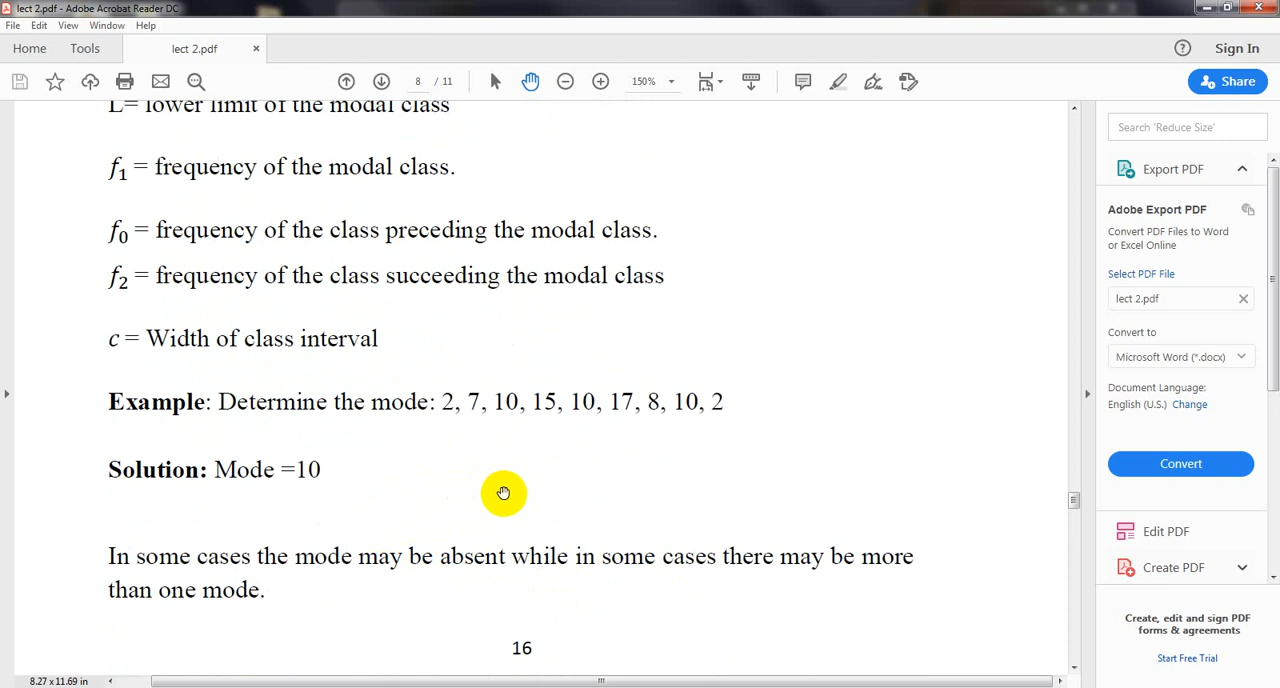 lect 2.pdf - Adobe Acrobat Reader DC
File Edit View Window Help
Home Tools lect 2.pdf × Sign In
8 / 11 150% Share
L= lower limit of the modal class
f1 = frequency of the modal class.
f0 = frequency of the class preceding the modal class.
f2 = frequency of the class succeeding the modal class
c = Width of class interval
Example: Determine the mode: 2, 7, 10, 15, 10, 17, 8, 10, 2
Solution: Mode =10
In some cases the mode may be absent while in some cases there may be more
than one mode.
16
8.27 x 11.69 in
Search 'Reduce Size'
Export PDF
Adobe Export PDF
Convert PDF Files to Word
or Excel Online
Select PDF File
lect 2.pdf
Convert to
Microsoft Word (*.docx)
Document Language:
English (U.S.) Change
Convert
Edit PDF
Create PDF
Create, edit and sign PDF
forms & agreements
Start Free Trial